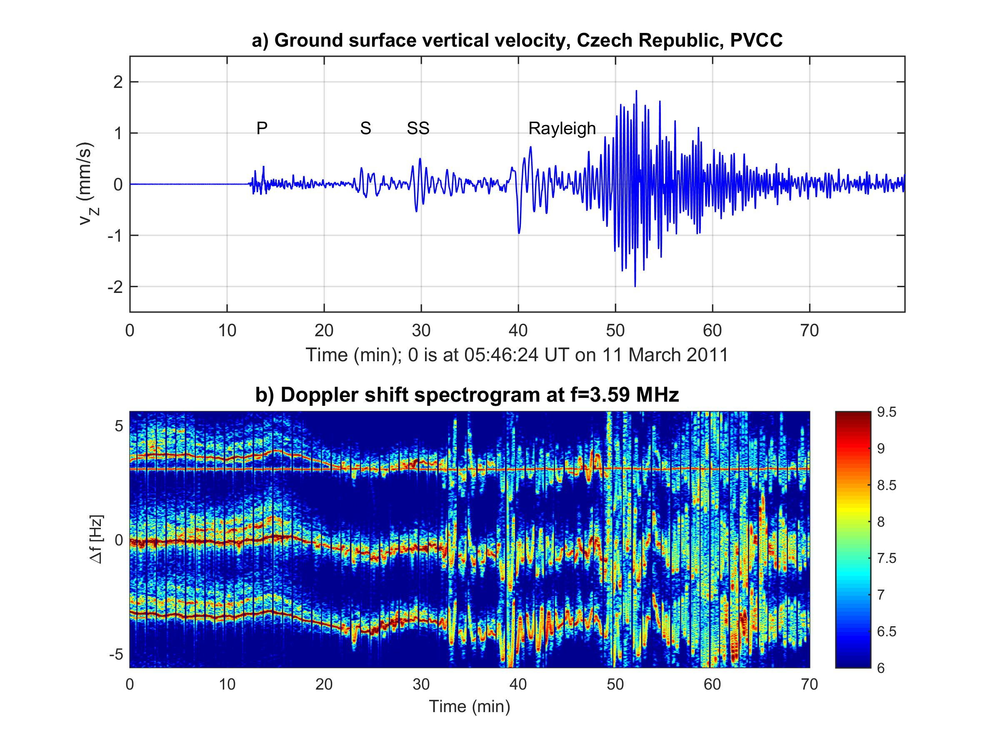 a) Ground surface vertical velocity, Czech Republic, PVCC
2
1
0
-1
-2
v_z (mm/s)
P
S
SS
Rayleigh
0 10 20 30 40 50 60 70
Time (min); 0 is at 05:46:24 UT on 11 March 2011
b) Doppler shift spectrogram at f=3.59 MHz
5
0
-5
Δf [Hz]
0 10 20 30 40 50 60 70
Time (min)
9.5
9
8.5
8
7.5
7
6.5
6